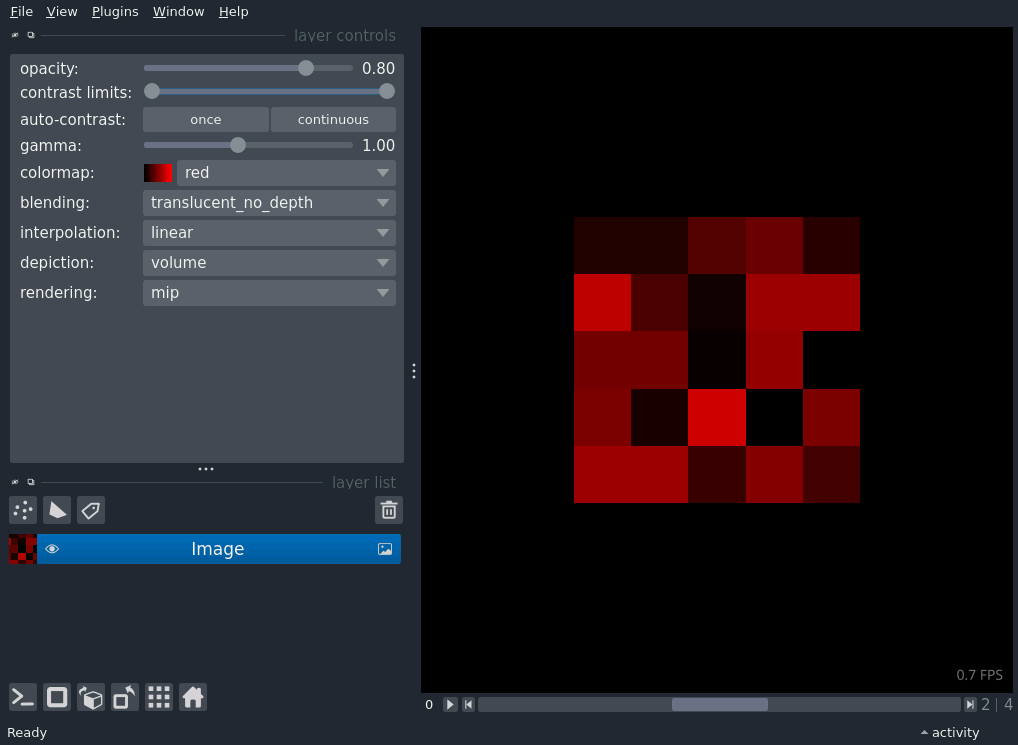 File View Plugins Window Help
layer controls
opacity: 0.80
contrast limits:
auto-contrast: once continuous
gamma: 1.00
colormap: red
blending: translucent_no_depth
interpolation: linear
depiction: volume
rendering: mip
layer list
Image
0.7 FPS
0 2 | 4
Ready activity